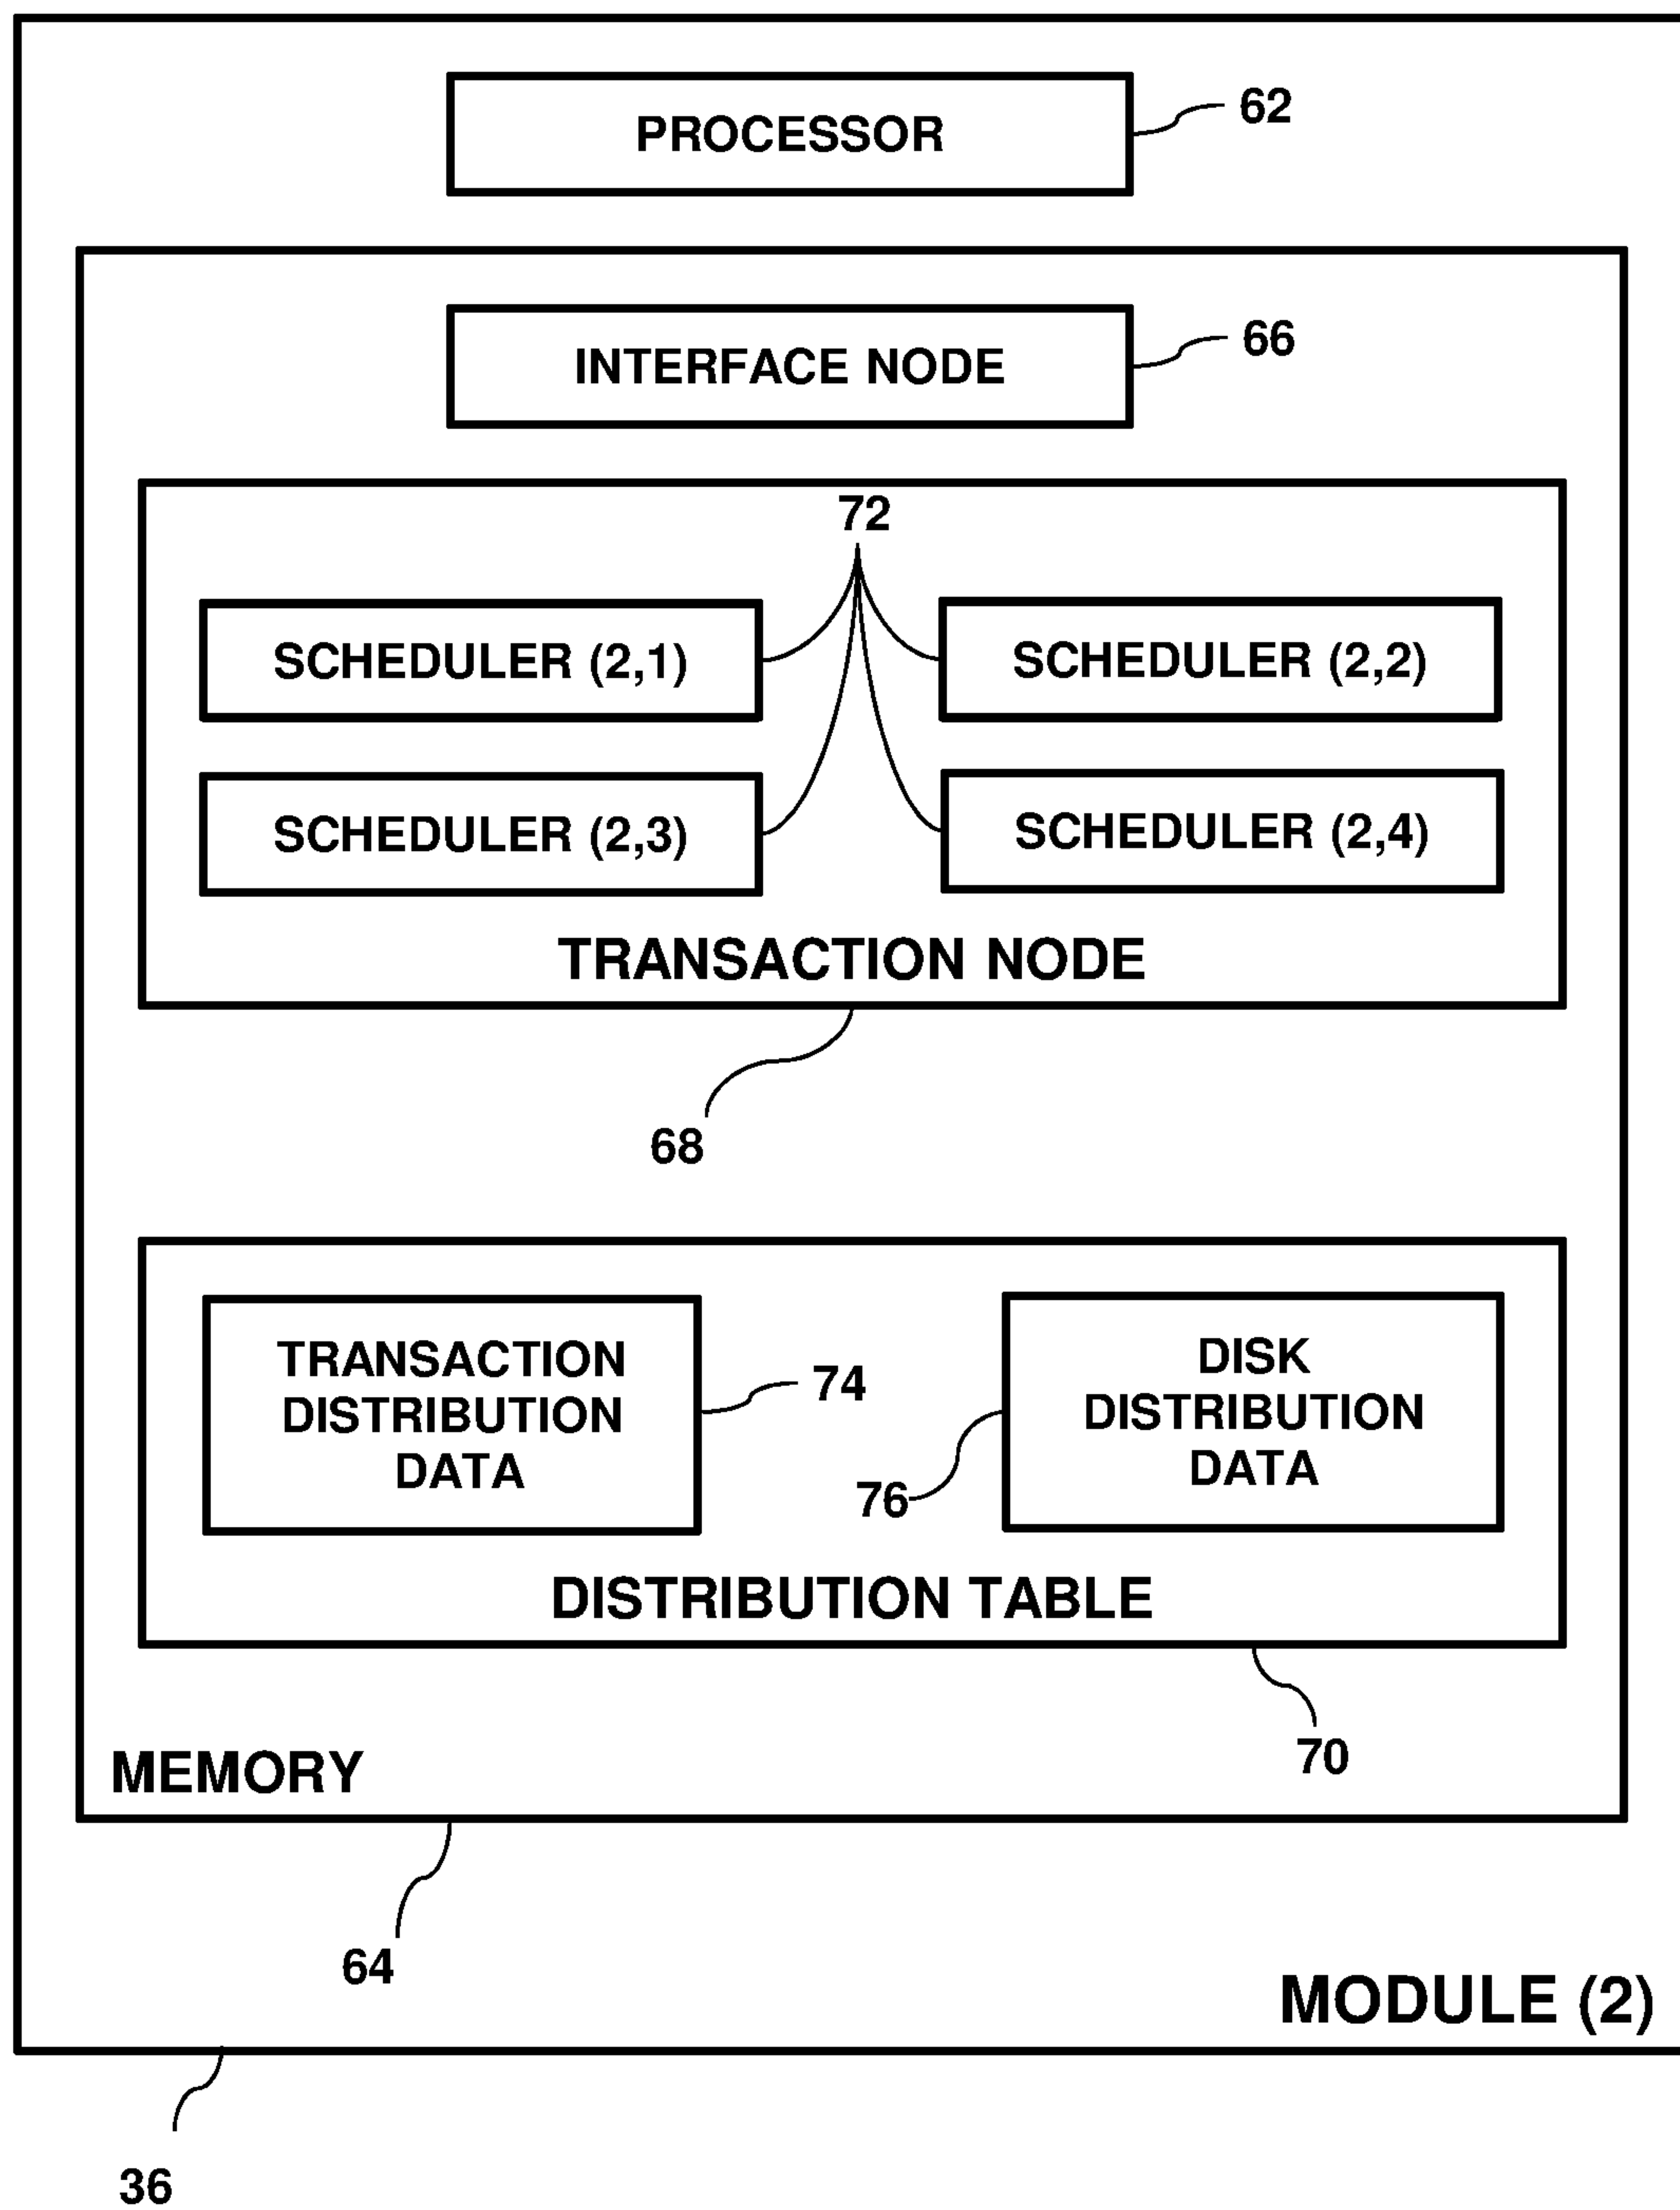 PROCESSOR
62
INTERFACE NODE
66
72
SCHEDULER (2,1)
SCHEDULER (2,2)
SCHEDULER (2,3)
SCHEDULER (2,4)
TRANSACTION NODE
68
TRANSACTION
DISTRIBUTION
DATA
74
DISK
DISTRIBUTION
DATA
76
DISTRIBUTION TABLE
70
MEMORY
64
MODULE (2)
36